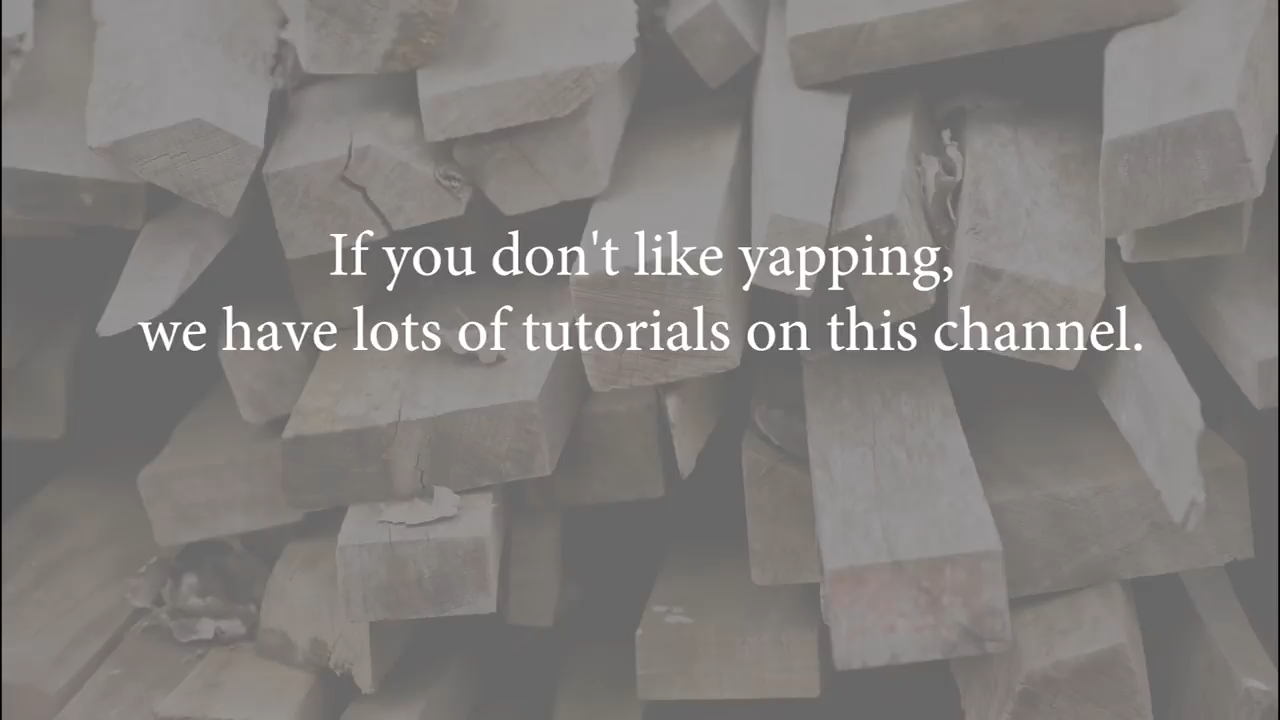 If you don't like yapping,
we have lots of tutorials on this channel.